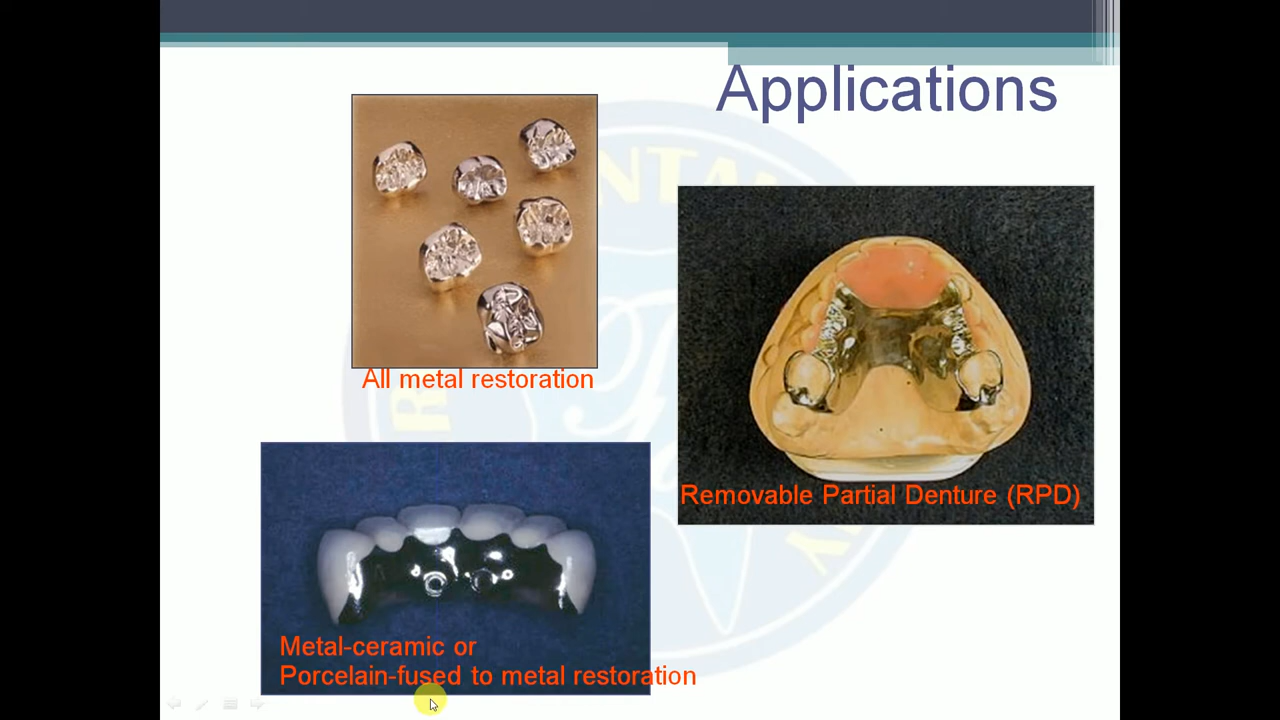 Applications
All metal restoration
Removable Partial Denture (RPD)
Metal-ceramic or
Porcelain-fused to metal restoration